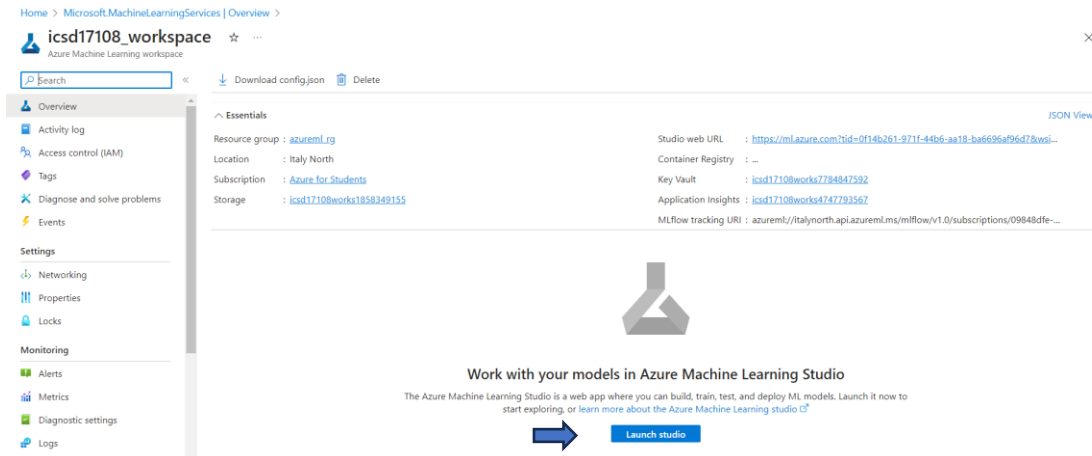 Home > Microsoft.MachineLearningServices | Overview >
icsd17108_workspace
Azure Machine Learning workspace
Search
Overview
Activity log
Access control (IAM)
Tags
Diagnose and solve problems
Events
Settings
Networking
Properties
Locks
Monitoring
Alerts
Metrics
Diagnostic settings
Logs
Download config.json Delete
Essentials
JSON View
Resource group : azureml_rg
Location : Italy North
Subscription : Azure for Students
Storage : icsd17108works1858349155
Studio web URL : https://ml.azure.com?tid=0f14b261-971f-44b6-aa18-ba6696af96d7&wsi...
Container Registry : ...
Key Vault : icsd17108works7784847592
Application Insights : icsd17108works4747793567
MLflow tracking URI : azureml://italynorth.api.azureml.ms/mlflow/v1.0/subscriptions/09848dfe-...
Work with your models in Azure Machine Learning Studio
The Azure Machine Learning Studio is a web app where you can build, train, test, and deploy ML models. Launch it now to
start exploring, or learn more about the Azure Machine Learning studio
Launch studio